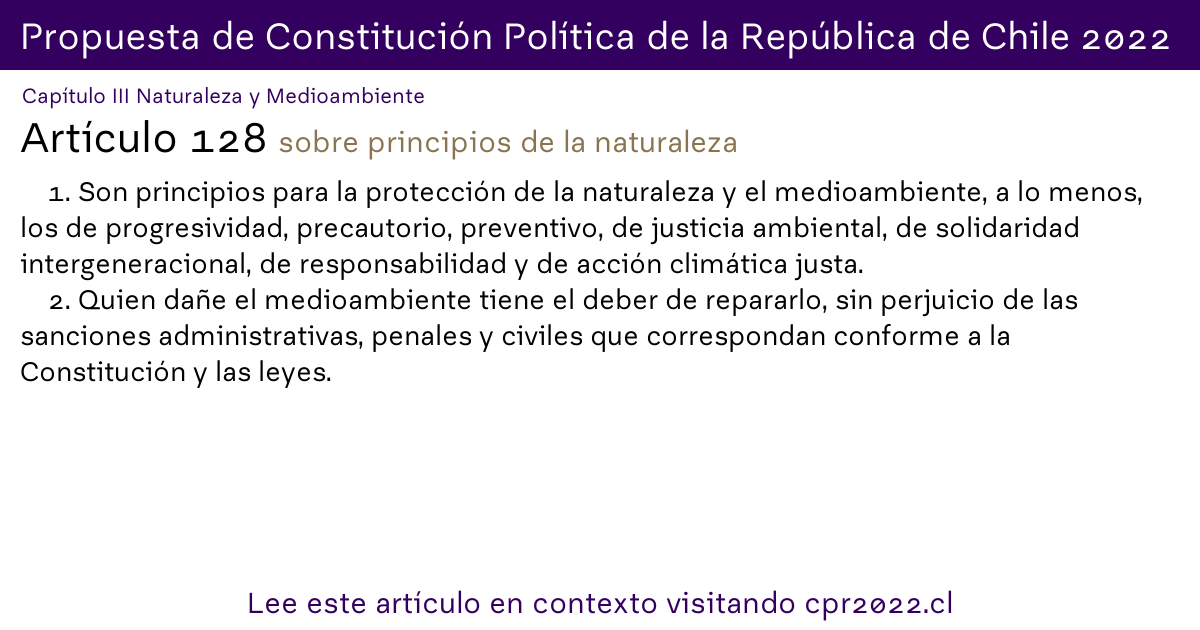 Propuesta de Constitución Política de la República de Chile 2022
Capítulo III Naturaleza y Medioambiente
Artículo 128 sobre principios de la naturaleza
1. Son principios para la protección de la naturaleza y el medioambiente, a lo menos,
los de progresividad, precautorio, preventivo, de justicia ambiental, de solidaridad
intergeneracional, de responsabilidad y de acción climática justa.
2. Quien dañe el medioambiente tiene el deber de repararlo, sin perjuicio de las
sanciones administrativas, penales y civiles que correspondan conforme a la
Constitución y las leyes.
Lee este artículo en contexto visitando cpr2022.cl